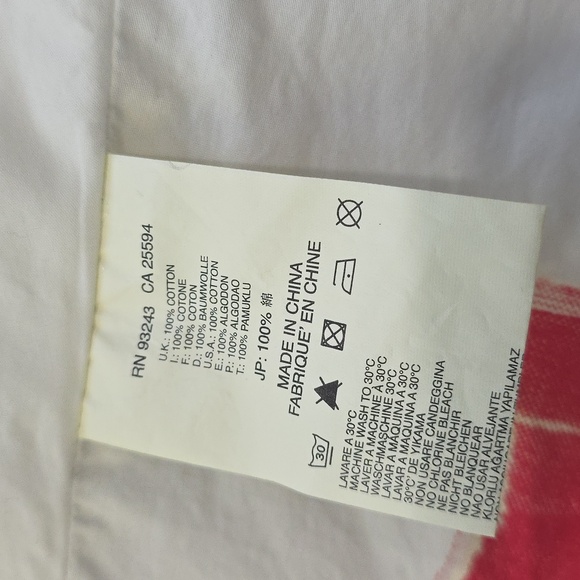 RN 93243 CA 25594
U.K.: 100% COTTON
I.: 100% COTONE
F.: 100% COTON
D.: 100% BAUMWOLLE
U.S.A.: 100% COTTON
E.: 100% ALGODON
P.: 100% ALGODAO
T.: 100% PAMUKLU
JP: 100% 綿
MADE IN CHINA
FABRIQUE' EN CHINE
30
LAVARE A 30°C
MACHINE WASH TO 30°C
LAVER A MACHINE A 30°C
WASCHMASCHINE 30°C
LAVAR A MAQUINA A 30°C
LAVAR A MAQUINA A 30°C
30°C' DE YIKAMA
NON USARE CANDEGGINA
NO CHLORINE BLEACH
NE PAS BLANCHIR
NICHT BLEICHEN
NO BLANQUEAR
NÃO USAR ALVEJANTE
KLORLU AGARTMA YAPILAMAZ